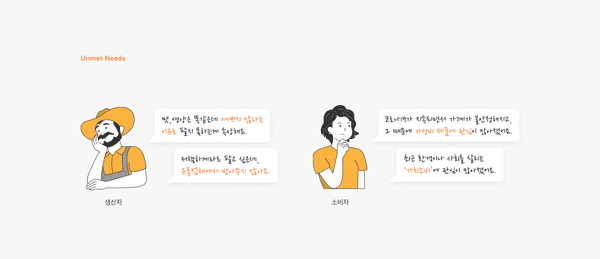 Unmet Needs
맛, 영양은 똑같은데 예쁘지 않다는
이유로 팔지 못하는게 속상해요.
저렴하게라도 팔고 싶은데,
유통업체에서 받아주지 않아요.
생산자
코로나19가 지속되면서 가계가 불안정해지고,
그 때문에 가성비 제품에 관심이 많아졌어요.
최근 환경이나 사회를 살리는
'가치소비'에 관심이 많아졌어요.
소비자